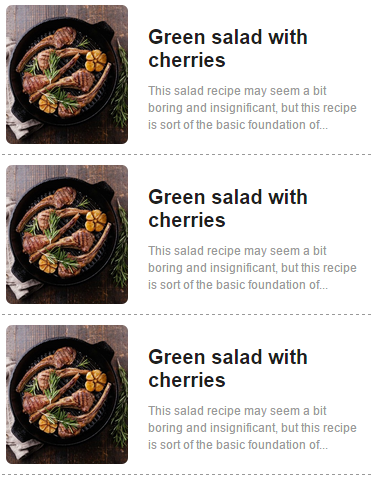 Green salad with
cherries
This salad recipe may seem a bit
boring and insignificant, but this recipe
is sort of the basic foundation of...
Green salad with
cherries
This salad recipe may seem a bit
boring and insignificant, but this recipe
is sort of the basic foundation of...
Green salad with
cherries
This salad recipe may seem a bit
boring and insignificant, but this recipe
is sort of the basic foundation of...